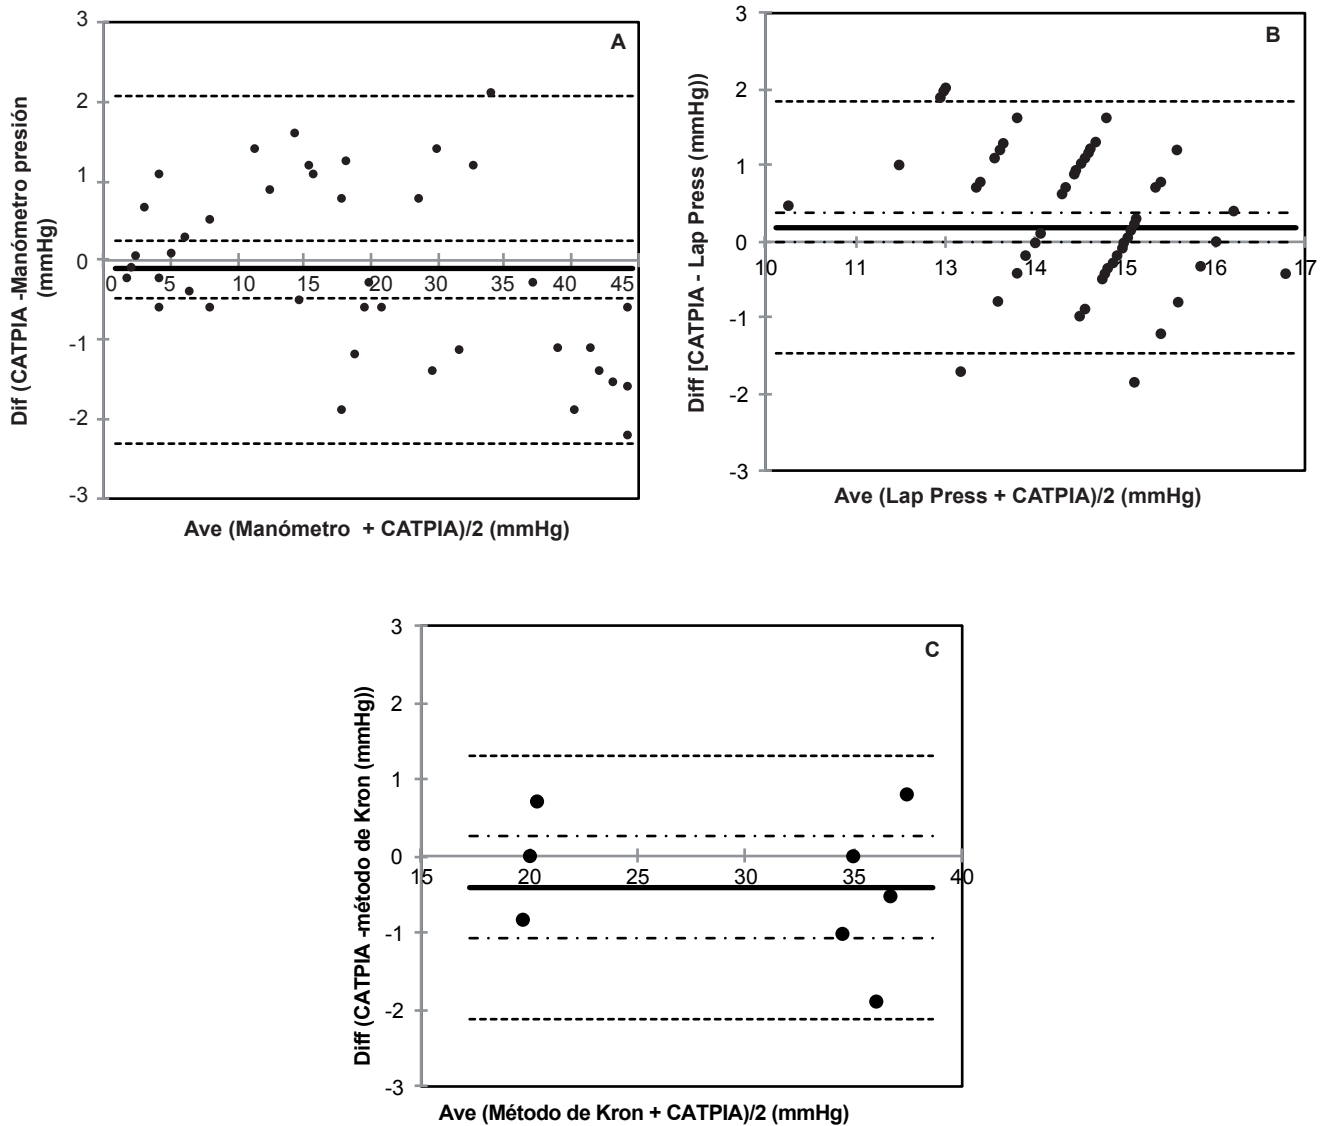 A
3
2
1
0
-1
-2
-3
0 5 10 15 20 25 30 35 40 45
Dif (CATPIA -Manómetro presión
(mmHg)
Ave (Manómetro + CATPIA)/2 (mmHg)
B
3
2
1
0
-1
-2
-3
10 11 13 14 15 16 17
Diff [CATPIA - Lap Press (mmHg))
Ave (Lap Press + CATPIA)/2 (mmHg)
C
3
2
1
0
-1
-2
-3
15 20 25 30 35 40
Diff (CATPIA -método de Kron (mmHg))
Ave (Método de Kron + CATPIA)/2 (mmHg)